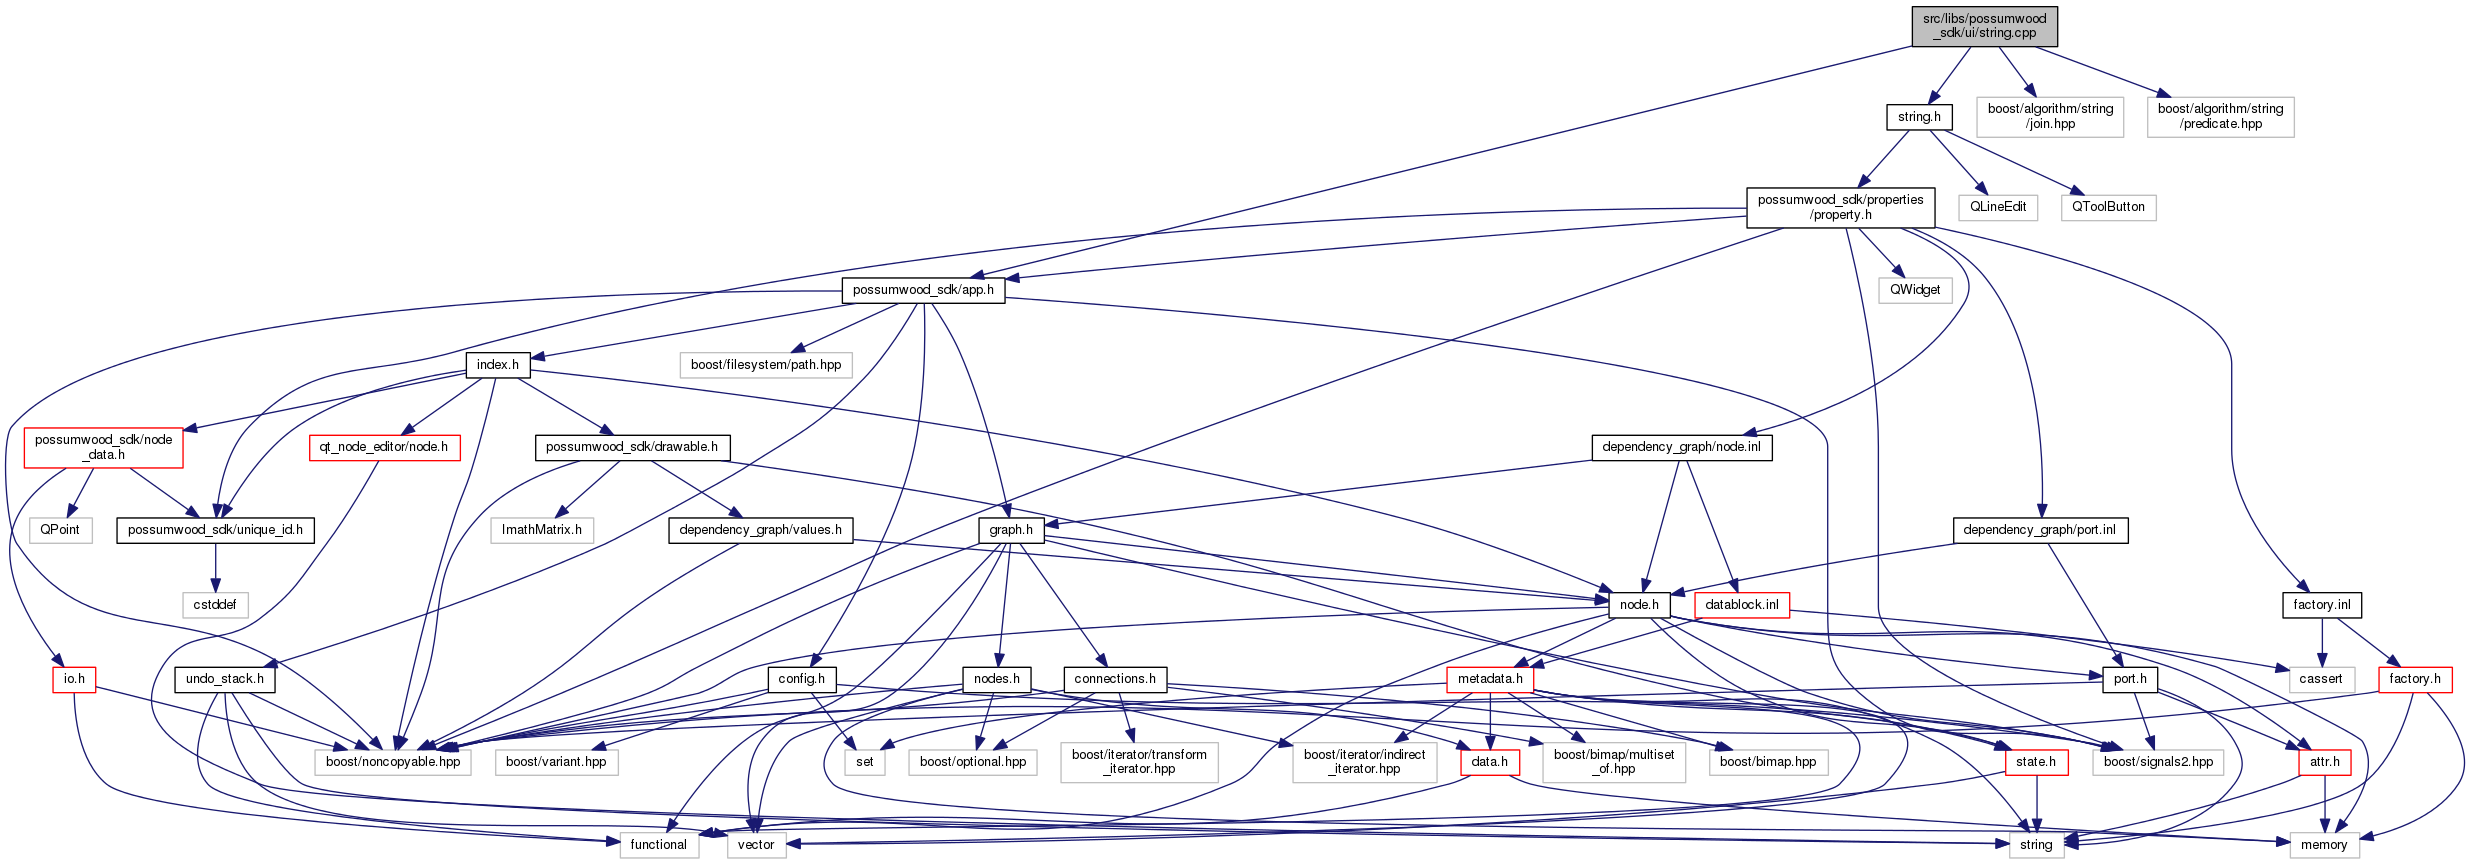 src/libs/possumwood
_sdk/ui/string.cpp
string.h
boost/algorithm/string
/join.hpp
boost/algorithm/string
/predicate.hpp
possumwood_sdk/properties
/property.h
QLineEdit
QToolButton
possumwood_sdk/app.h
QWidget
index.h
boost/filesystem/path.hpp
possumwood_sdk/node
_data.h
qt_node_editor/node.h
possumwood_sdk/drawable.h
dependency_graph/node.inl
QPoint
possumwood_sdk/unique_id.h
ImathMatrix.h
dependency_graph/values.h
graph.h
dependency_graph/port.inl
cstddef
node.h
datablock.inl
factory.inl
io.h
undo_stack.h
config.h
nodes.h
connections.h
metadata.h
port.h
cassert
factory.h
boost/noncopyable.hpp
boost/variant.hpp
set
boost/optional.hpp
boost/iterator/transform
_iterator.hpp
boost/iterator/indirect
_iterator.hpp
data.h
boost/bimap/multiset
_of.hpp
boost/bimap.hpp
state.h
boost/signals2.hpp
attr.h
functional
vector
string
memory